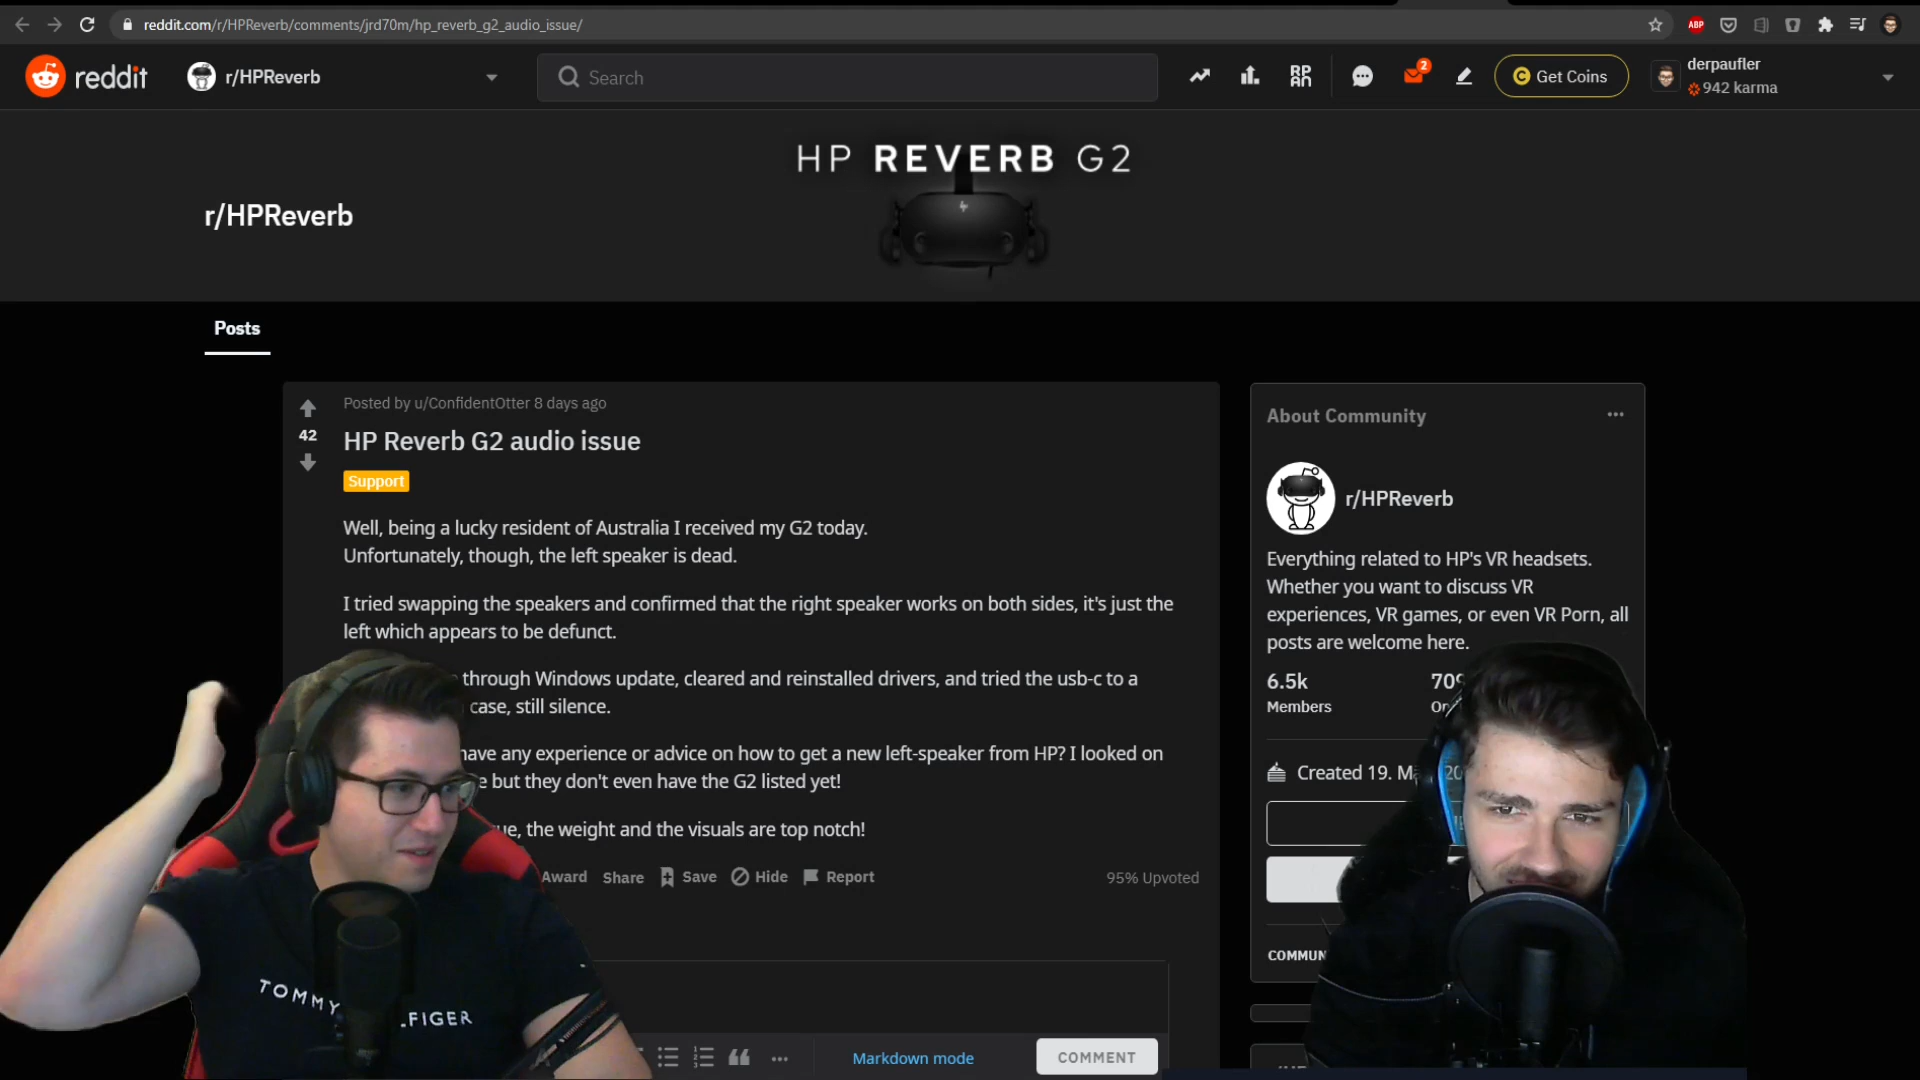 reddit.com/r/HPReverb/comments/jrd70m/hp_reverb_g2_audio_issue/
ABP
reddit
r/HPReverb
Search
RPAN
2
Get Coins
derpaufler
942 karma
HP REVERB G2
r/HPReverb
Posts
Posted by u/ConfidentOtter 8 days ago
42
HP Reverb G2 audio issue
Support
Well, being a lucky resident of Australia I received my G2 today.
Unfortunately, though, the left speaker is dead.
I tried swapping the speakers and confirmed that the right speaker works on both sides, it's just the
left which appears to be defunct.
through Windows update, cleared and reinstalled drivers, and tried the usb-c to a
case, still silence.
have any experience or advice on how to get a new left-speaker from HP? I looked on
but they don't even have the G2 listed yet!
the weight and the visuals are top notch!
Award Share Save Hide Report
95% Upvoted
Markdown mode
COMMENT
About Community
r/HPReverb
Everything related to HP's VR headsets.
Whether you want to discuss VR
experiences, VR games, or even VR Porn, all
posts are welcome here.
6.5k
Members
Created 19.
TOMMY